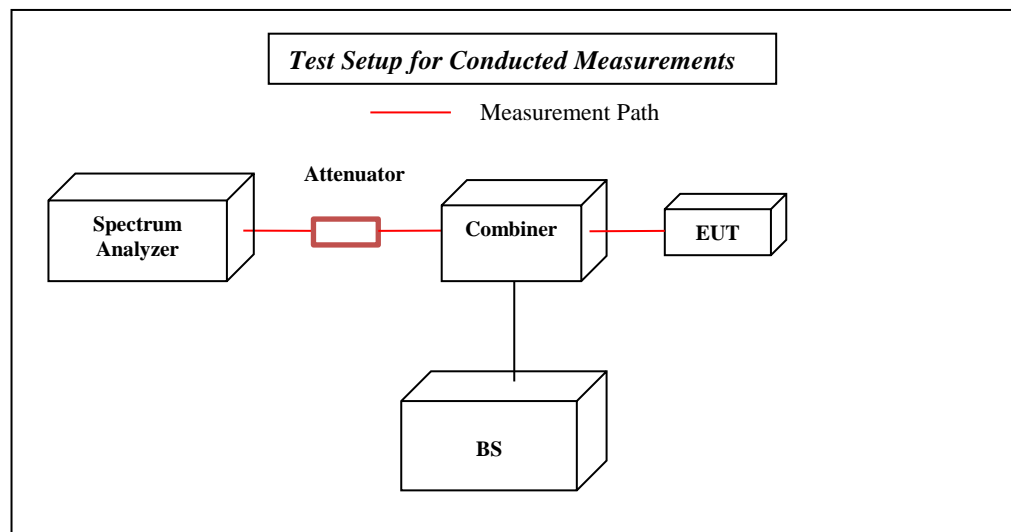 Test Setup for Conducted Measurements
Measurement Path
Attenuator
Spectrum
Analyzer
Combiner
EUT
BS